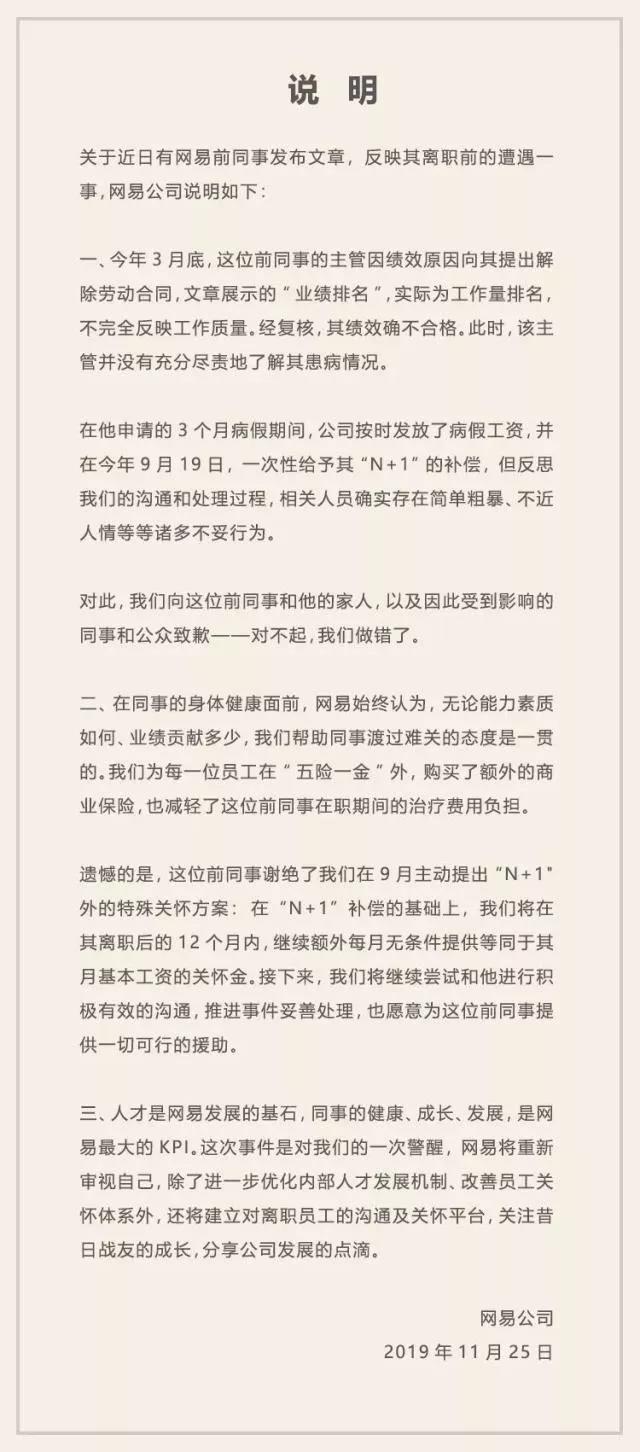 说 明
关于近日有网易前同事发布文章，反映其离职前的遭遇一
事，网易公司说明如下：
一、今年 3 月底，这位前同事的主管因绩效原因向其提出解
除劳动合同，文章展示的“业绩排名”，实际为工作量排名，
不完全反映工作质量。经复核，其绩效确不合格。此时，该主
管并没有充分尽责地了解其患病情况。
在他申请的 3 个月病假期间，公司按时发放了病假工资，并
在今年 9 月 19 日，一次性给予其“N+1”的补偿，但反思
我们的沟通和处理过程，相关人员确实存在简单粗暴、不近
人情等等诸多不妥行为。
对此，我们向这位前同事和他的家人，以及因此受到影响的
同事和公众致歉——对不起，我们做错了。
二、在同事的身体健康面前，网易始终认为，无论能力素质
如何、业绩贡献多少，我们帮助同事渡过难关的态度是一贯
的。我们为每一位员工在“五险一金”外，购买了额外的商
业保险，也减轻了这位前同事在职期间的治疗费用负担。
遗憾的是，这位前同事谢绝了我们在 9 月主动提出“N+1"
外的特殊关怀方案：在“N+1”补偿的基础上，我们将在
其离职后的 12 个月内，继续额外每月无条件提供等同于其
月基本工资的关怀金。接下来，我们将继续尝试和他进行积
极有效的沟通，推进事件妥善处理，也愿意为这位前同事提
供一切可行的援助。
三、人才是网易发展的基石，同事的健康、成长、发展，是网
易最大的 KPI。这次事件是对我们的一次警醒，网易将重新
审视自己，除了进一步优化内部人才发展机制、改善员工关
怀体系外，还将建立对离职员工的沟通及关怀平台，关注昔
日战友的成长，分享公司发展的点滴。
网易公司
2019 年 11 月 25 日